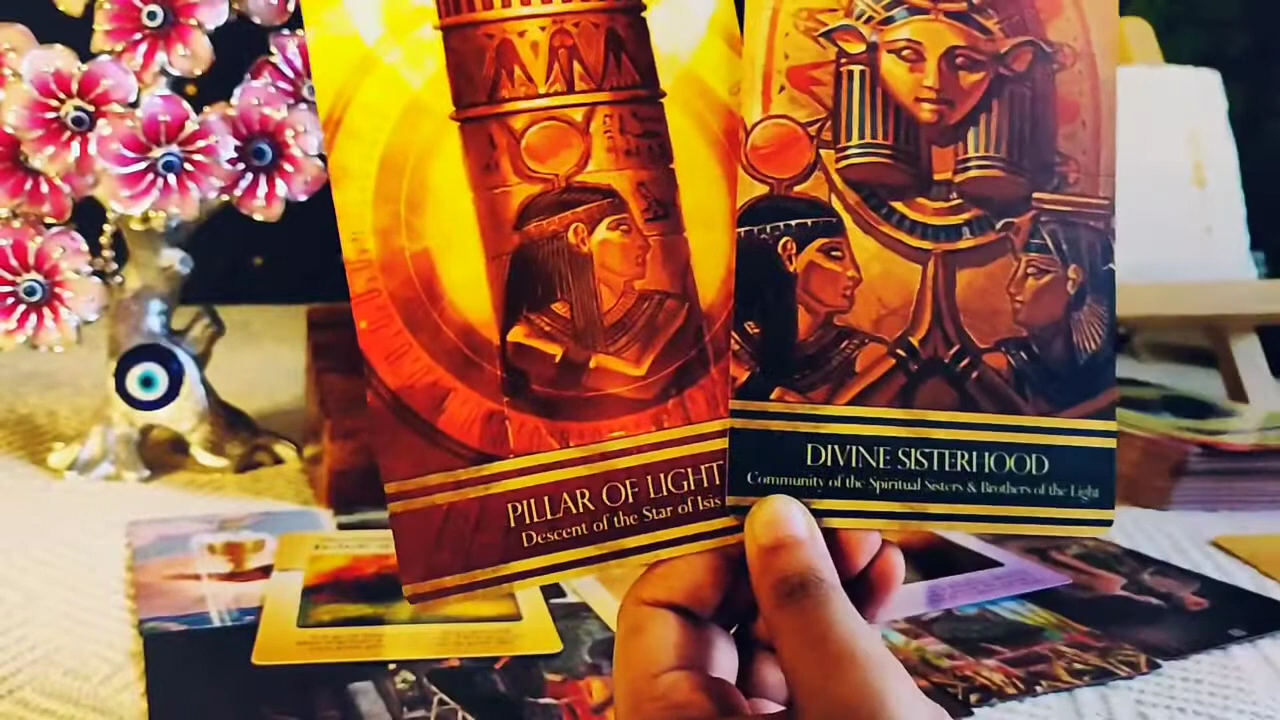 PILLAR OF LIGHT
Descent of the Star of Isis
DIVINE SISTERHOOD
Community of the Spiritual Sisters & Brothers of the Light